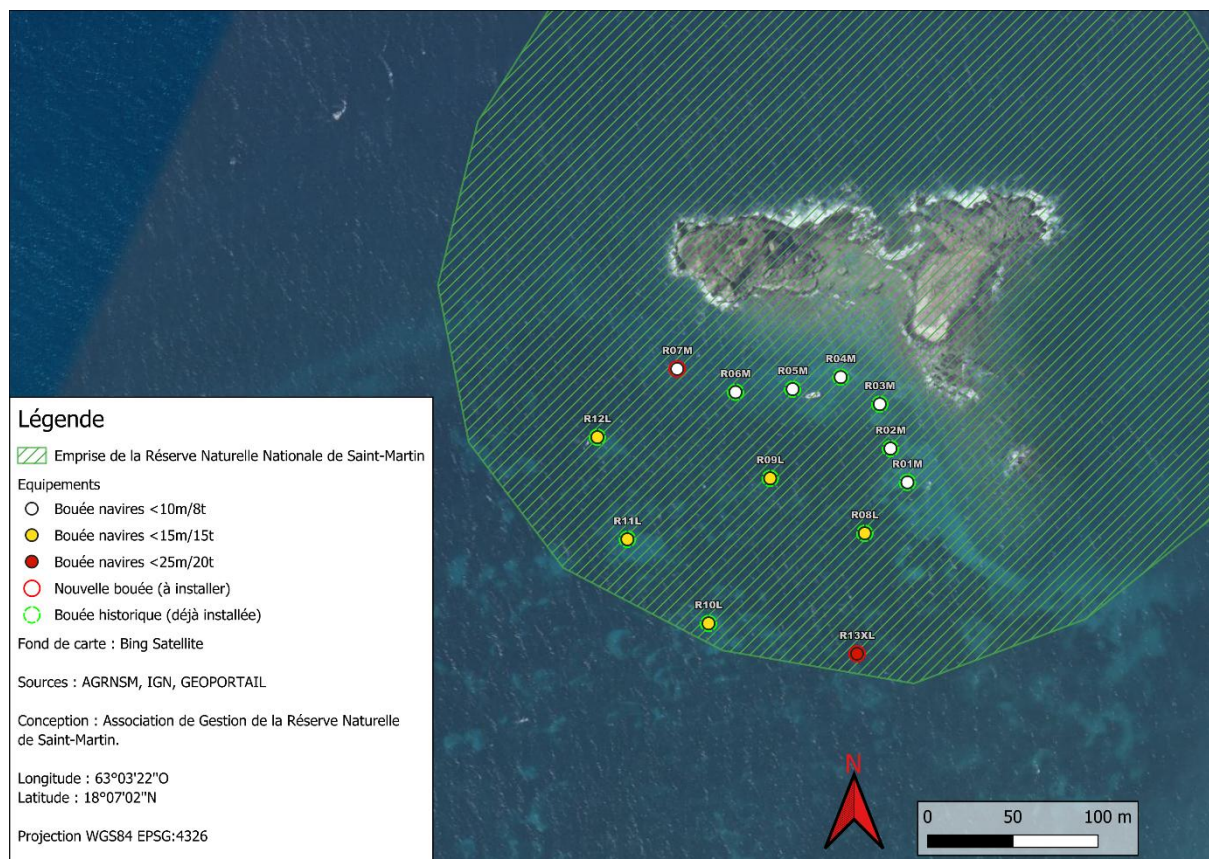 R07M
R06M
R05M
R04M
R03M
R02M
R01M
R12L
R09L
R08L
R11L
R10L
R13XL
Légende
Emprise de la Réserve Naturelle Nationale de Saint-Martin
Equipements
Bouée navires <10m/8t
Bouée navires <15m/15t
Bouée navires <25m/20t
Nouvelle bouée (à installer)
Bouée historique (déjà installée)
Fond de carte : Bing Satellite
Sources : AGRNSM, IGN, GEOPORTAIL
Conception : Association de Gestion de la Réserve Naturelle
de Saint-Martin.
Longitude : 63°03'22"O
Latitude : 18°07'02"N
Projection WGS84 EPSG:4326
N
0 50 100 m